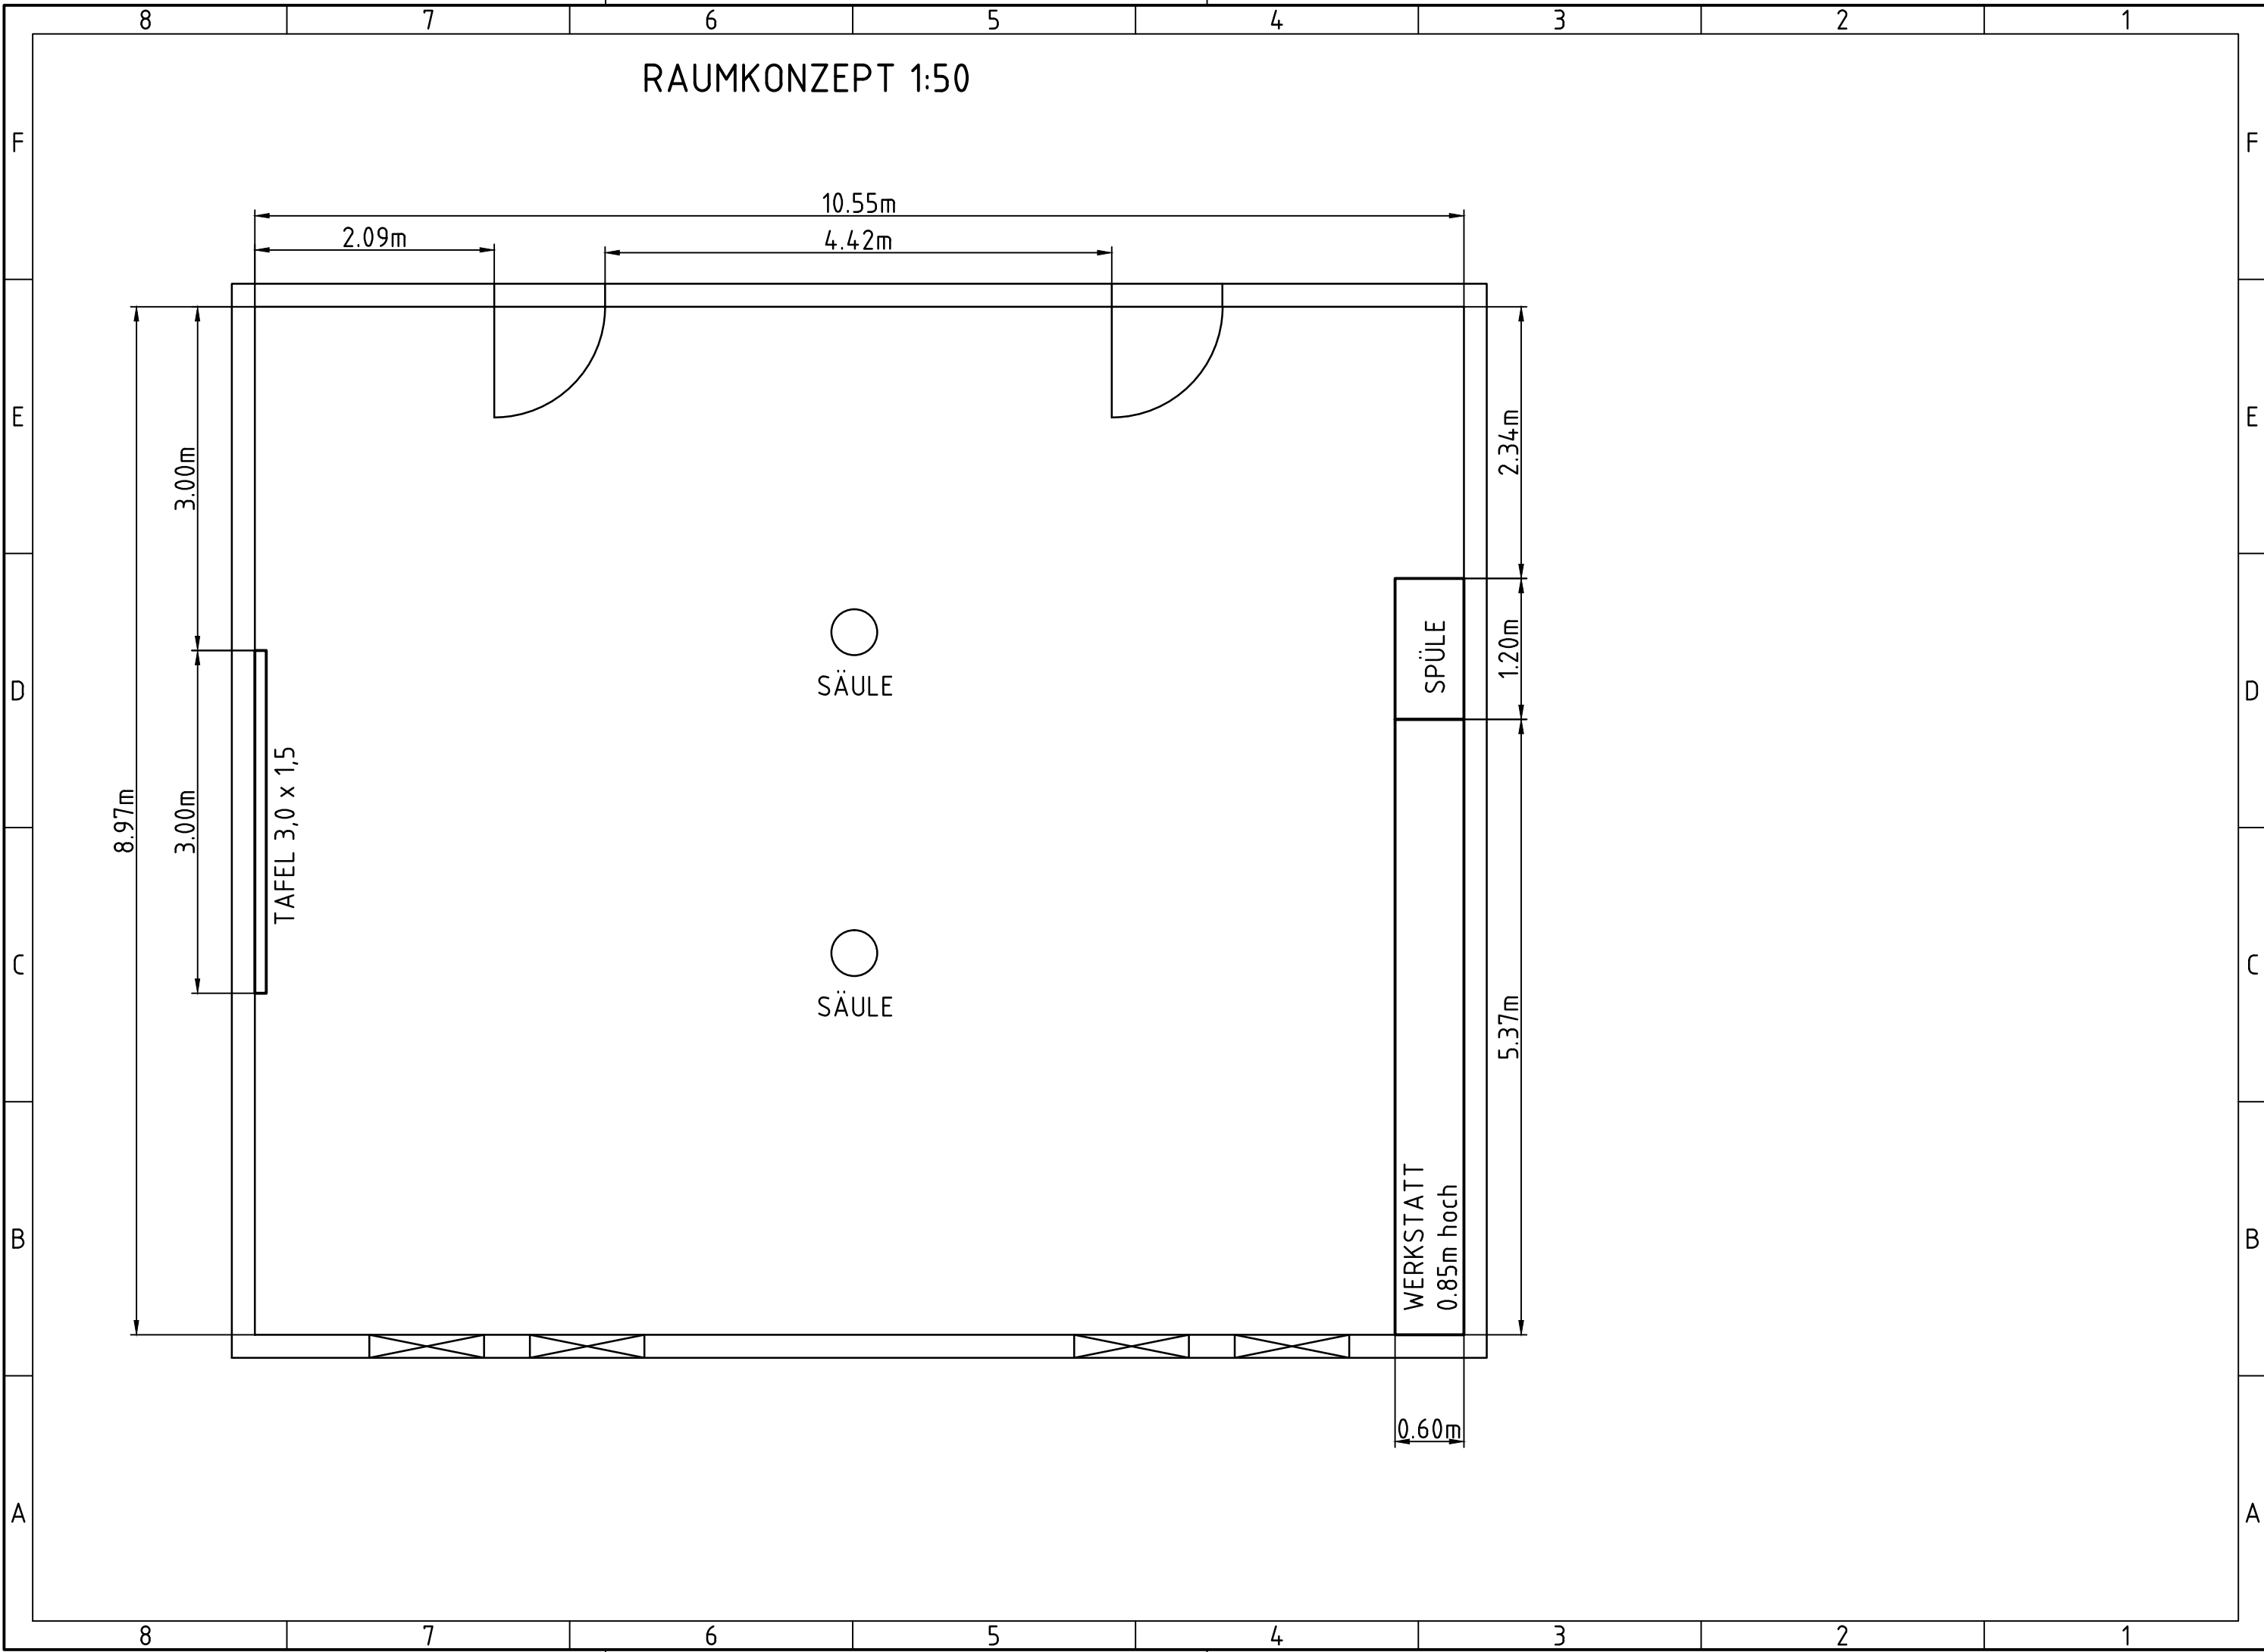 8 7 6 5 4 3 2 1
RAUMKONZEPT 1:50
F F
10.55m
2.09m 4.42m
E E
3.00m
2.34m
SPÜLE
1.20m
D D
SÄULE
8.97m
3.00m
TAFEL 3,0 x 1,5
C C
SÄULE
5.37m
WERKSTATT
0.85m hoch
B B
0.60m
A A
8 7 6 5 4 3 2 1